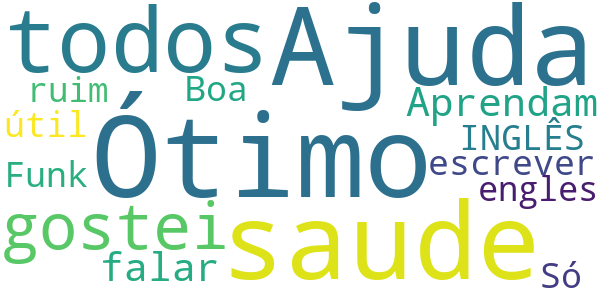 todos Ajuda
ruim Boa Aprendam
útil Ótimo INGLÊS
Funk escrever
engles
gostei saude
falar Só